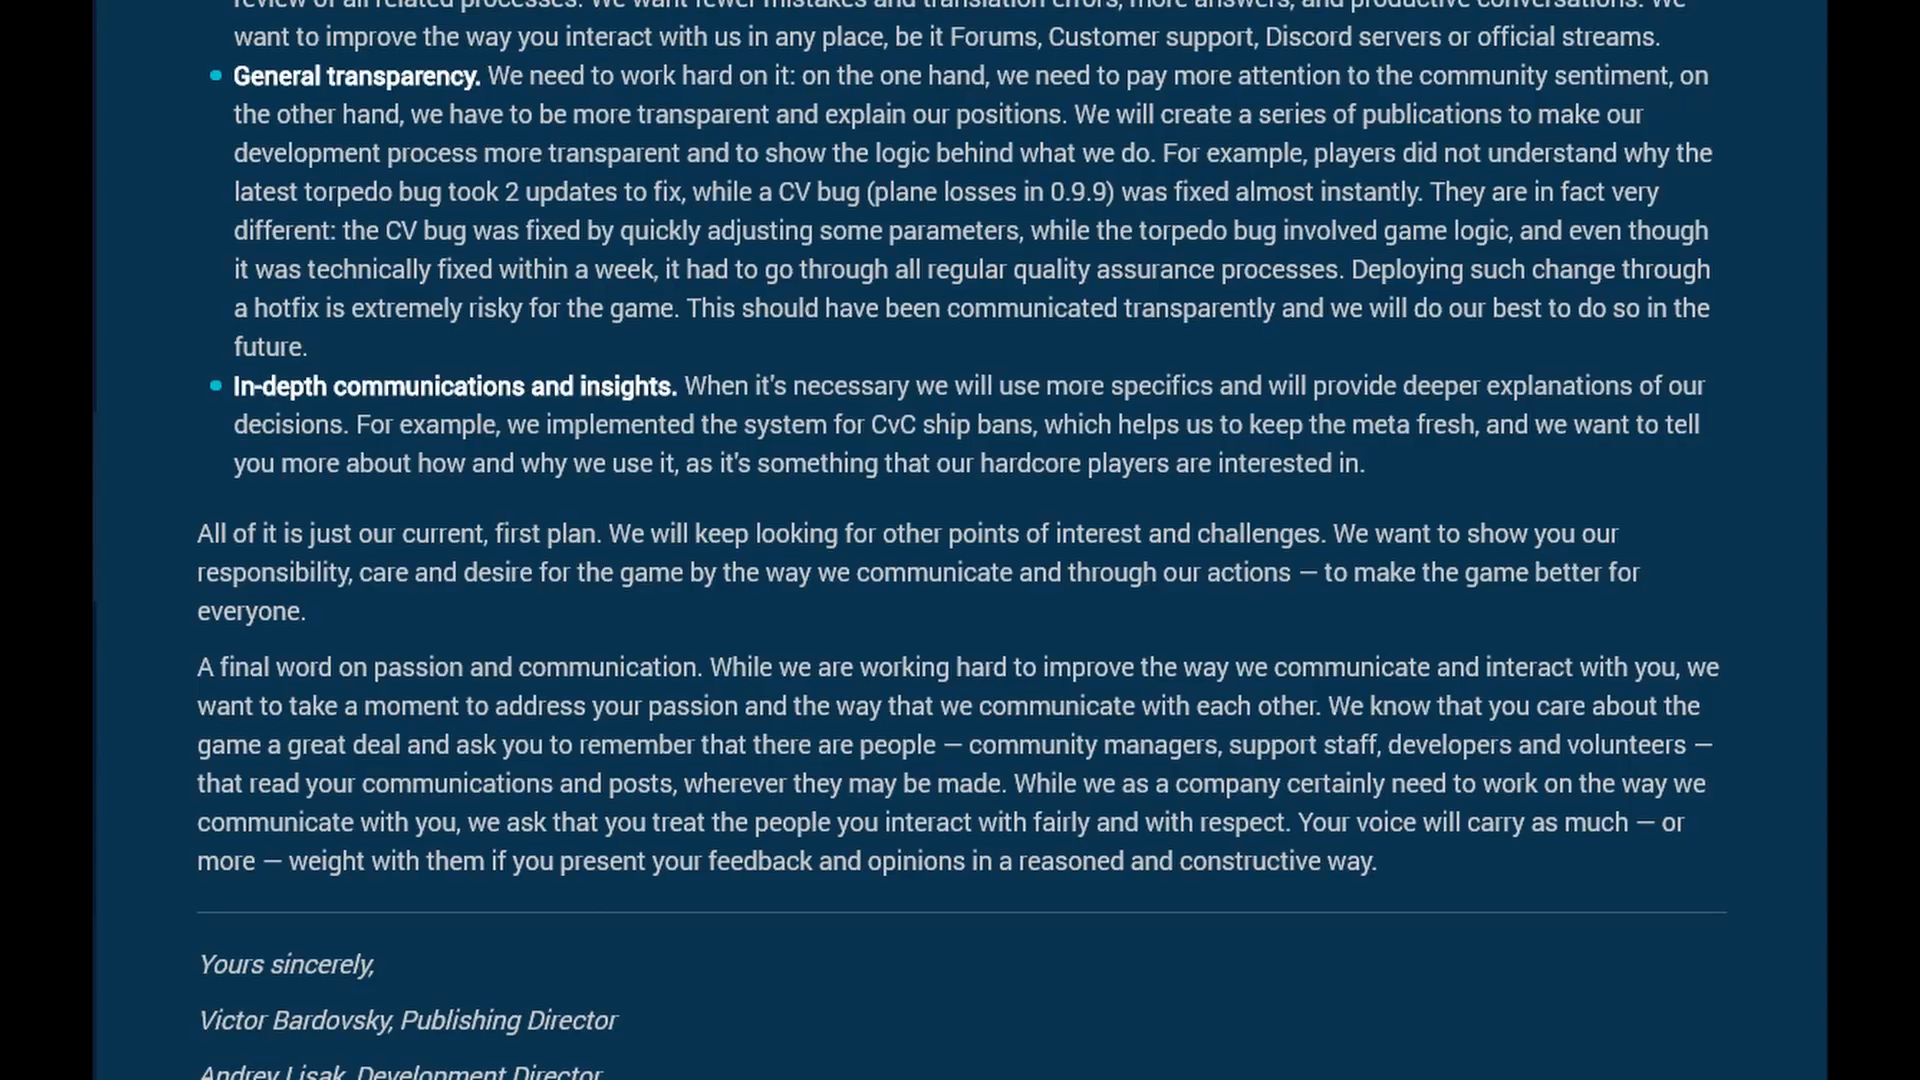 review of all related processes. We want fewer mistakes and translation errors, more answers, and productive conversations. We
want to improve the way you interact with us in any place, be it Forums, Customer support, Discord servers or official streams.
General transparency. We need to work hard on it: on the one hand, we need to pay more attention to the community sentiment, on
the other hand, we have to be more transparent and explain our positions. We will create a series of publications to make our
development process more transparent and to show the logic behind what we do. For example, players did not understand why the
latest torpedo bug took 2 updates to fix, while a CV bug (plane losses in 0.9.9) was fixed almost instantly. They are in fact very
different: the CV bug was fixed by quickly adjusting some parameters, while the torpedo bug involved game logic, and even though
it was technically fixed within a week, it had to go through all regular quality assurance processes. Deploying such change through
a hotfix is extremely risky for the game. This should have been communicated transparently and we will do our best to do so in the
future.
In-depth communications and insights. When it's necessary we will use more specifics and will provide deeper explanations of our
decisions. For example, we implemented the system for CvC ship bans, which helps us to keep the meta fresh, and we want to tell
you more about how and why we use it, as it's something that our hardcore players are interested in.
All of it is just our current, first plan. We will keep looking for other points of interest and challenges. We want to show you our
responsibility, care and desire for the game by the way we communicate and through our actions — to make the game better for
everyone.
A final word on passion and communication. While we are working hard to improve the way we communicate and interact with you, we
want to take a moment to address your passion and the way that we communicate with each other. We know that you care about the
game a great deal and ask you to remember that there are people — community managers, support staff, developers and volunteers —
that read your communications and posts, wherever they may be made. While we as a company certainly need to work on the way we
communicate with you, we ask that you treat the people you interact with fairly and with respect. Your voice will carry as much — or
more — weight with them if you present your feedback and opinions in a reasoned and constructive way.
Yours sincerely,
Victor Bardovsky, Publishing Director
Andrey Lisak, Development Director